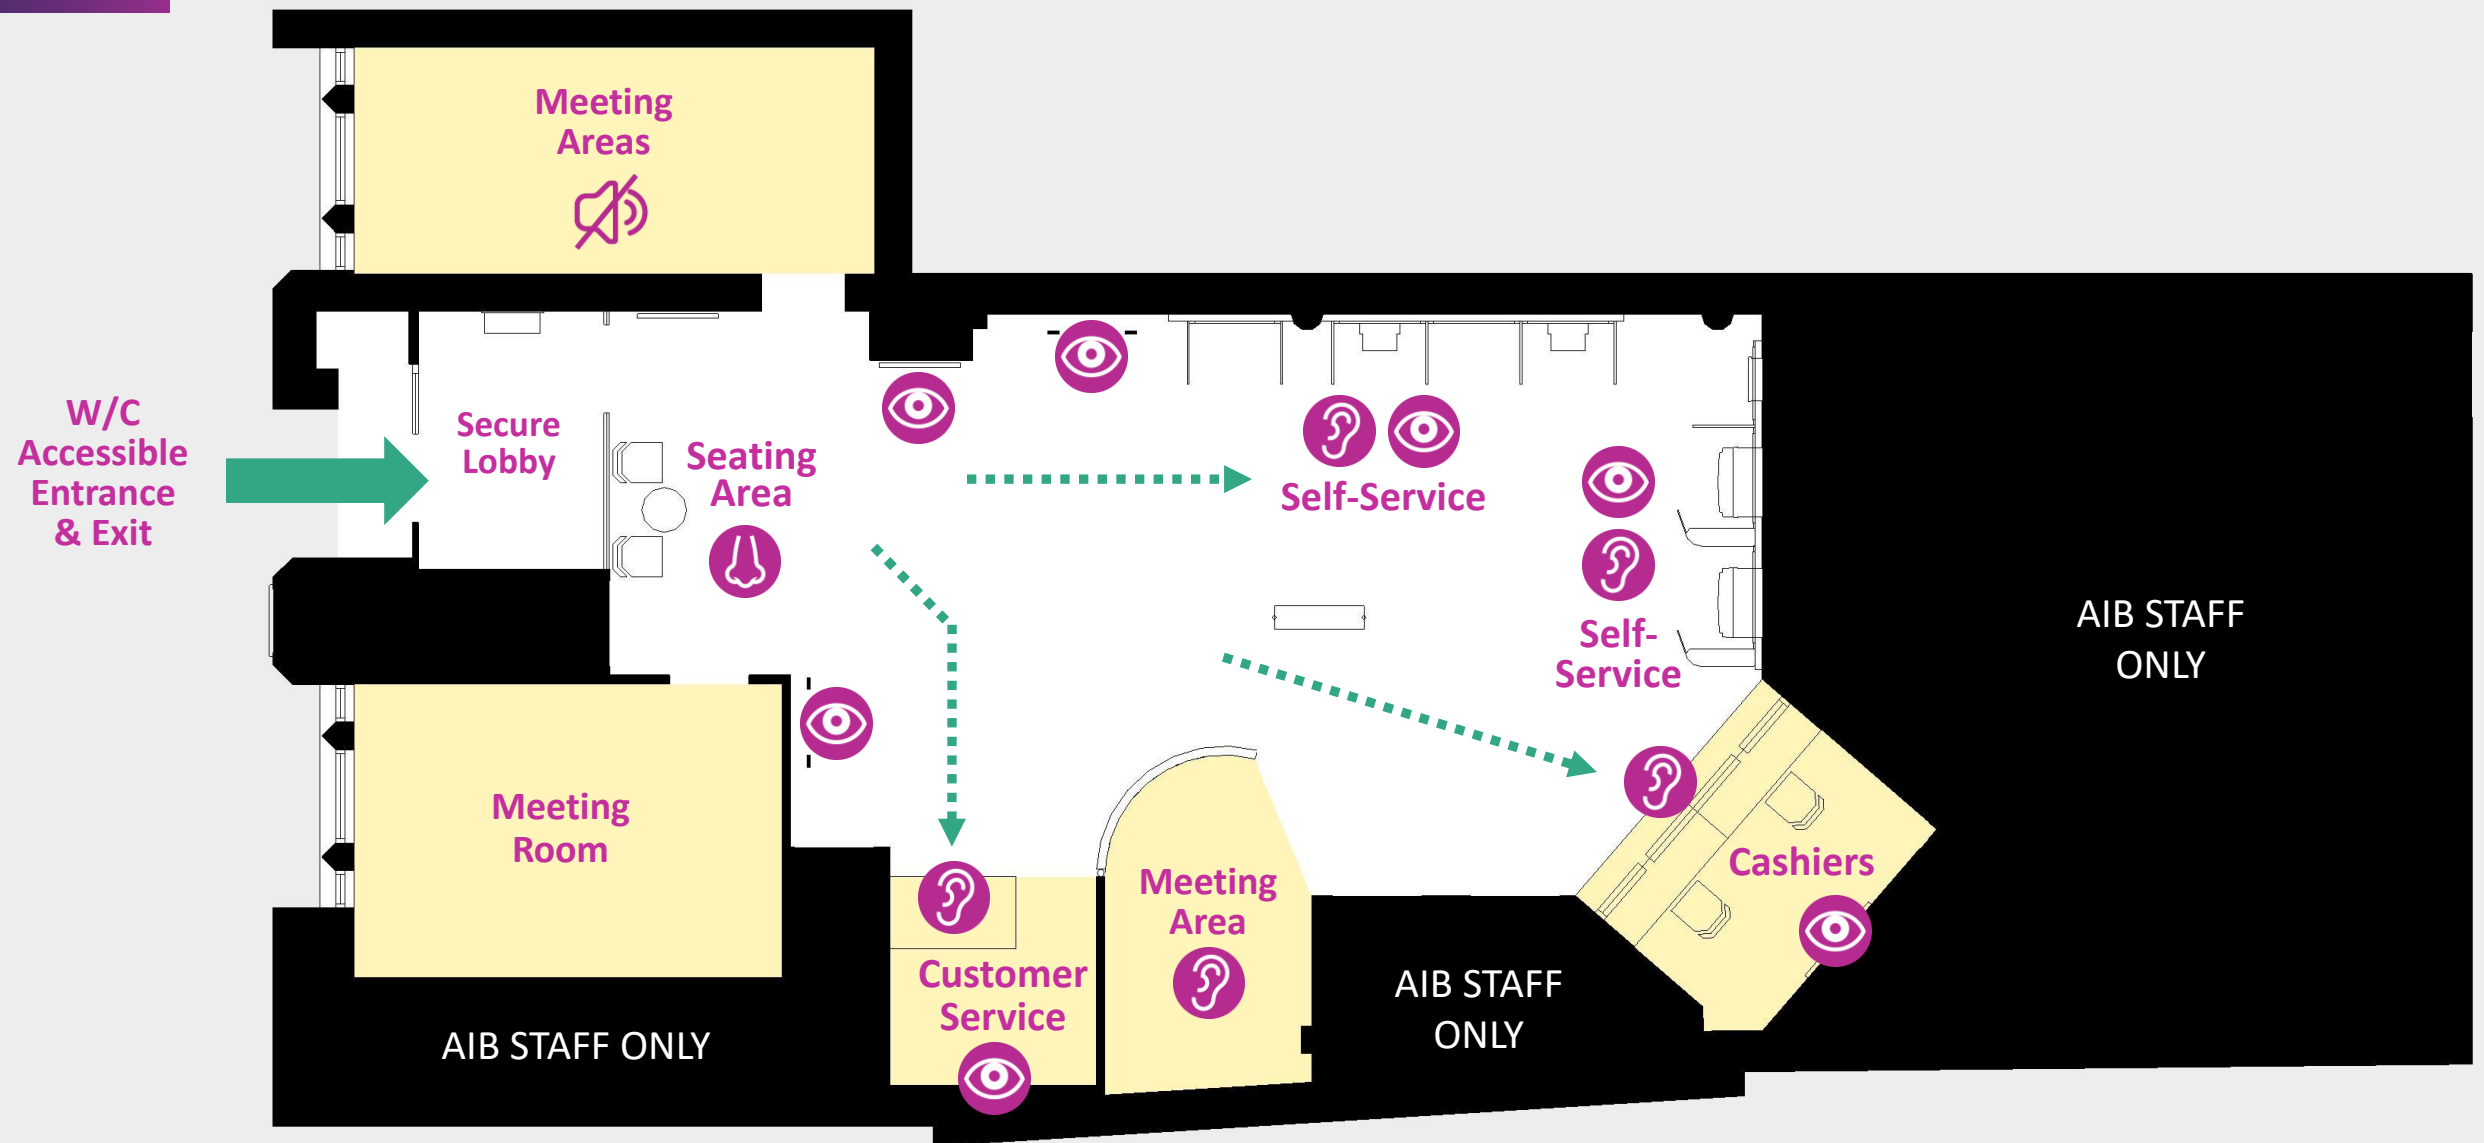 Meeting
Areas
W/C
Accessible
Entrance
& Exit
Secure
Lobby
Seating
Area
Self-Service
Self-
Service
AIB STAFF
ONLY
Meeting
Room
Cashiers
Meeting
Area
Customer
Service
AIB STAFF
ONLY
AIB STAFF ONLY